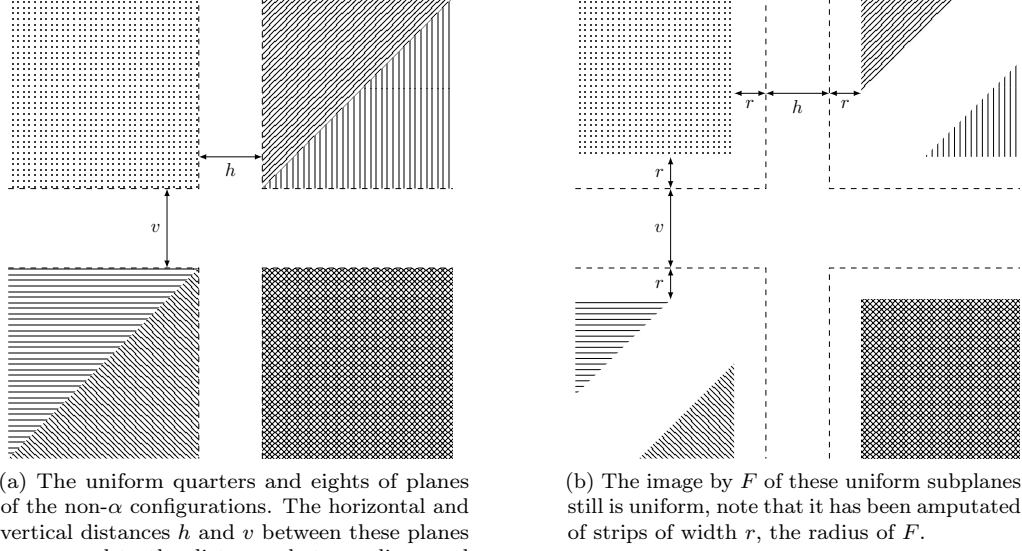 h
v
r
h
r
r
v
r
(a) The uniform quarters and eights of planes
of the non-α configurations. The horizontal and
vertical distances h and v between these planes
(b) The image by F of these uniform subplanes
still is uniform, note that it has been amputated
of strips of width r, the radius of F.